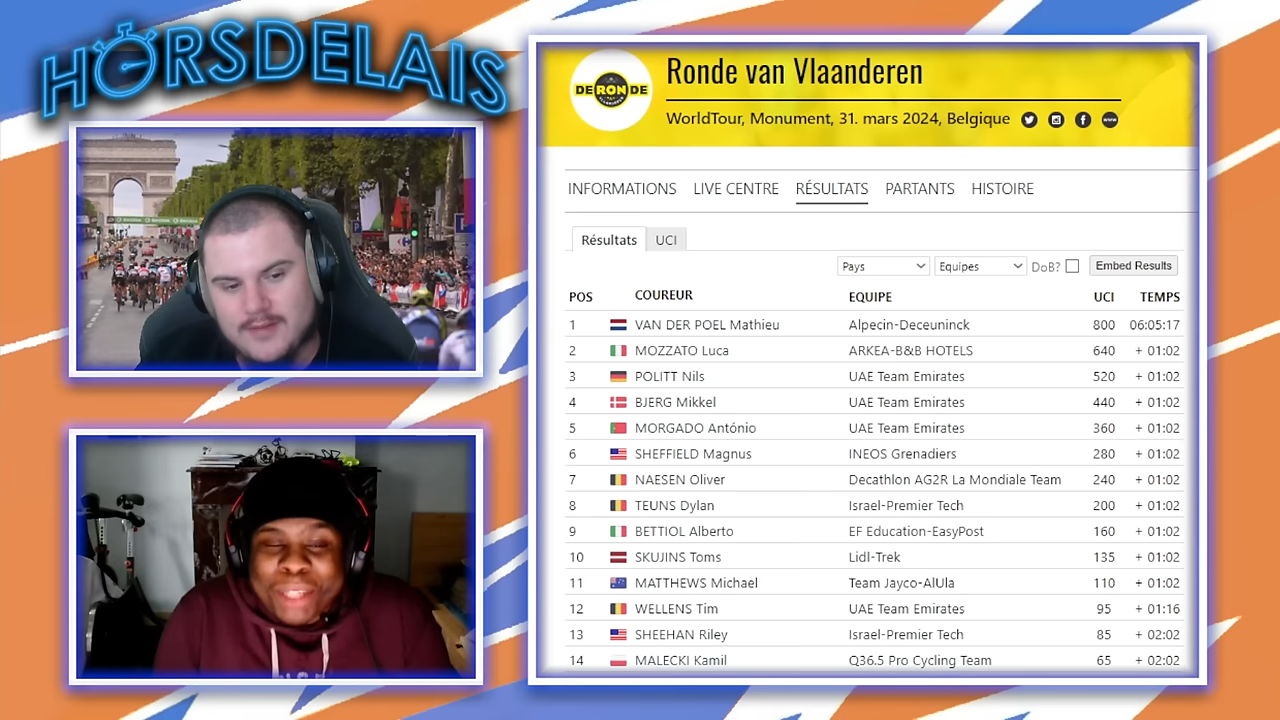 HORSDELAIS
DERONDE
Ronde van Vlaanderen
WorldTour, Monument, 31. mars 2024, Belgique
INFORMATIONS LIVE CENTRE RÉSULTATS PARTANTS HISTOIRE
Résultats UCI
Pays Equipes DoB? Embed Results
POS COUREUR EQUIPE UCI TEMPS
1 VAN DER POEL Mathieu Alpecin-Deceuninck 800 06:05:17
2 MOZZATO Luca ARKEA-B&B HOTELS 640 + 01:02
3 POLITT Nils UAE Team Emirates 520 + 01:02
4 BJERG Mikkel UAE Team Emirates 440 + 01:02
5 MORGADO António UAE Team Emirates 360 + 01:02
6 SHEFFIELD Magnus INEOS Grenadiers 280 + 01:02
7 NAESEN Oliver Decathlon AG2R La Mondiale Team 240 + 01:02
8 TEUNS Dylan Israel-Premier Tech 200 + 01:02
9 BETTIOL Alberto EF Education-EasyPost 160 + 01:02
10 SKUJINS Toms Lidl-Trek 135 + 01:02
11 MATTHEWS Michael Team Jayco-AlUla 110 + 01:02
12 WELLENS Tim UAE Team Emirates 95 + 01:16
13 SHEEHAN Riley Israel-Premier Tech 85 + 02:02
14 MALECKI Kamil Q36.5 Pro Cycling Team 65 + 02:02